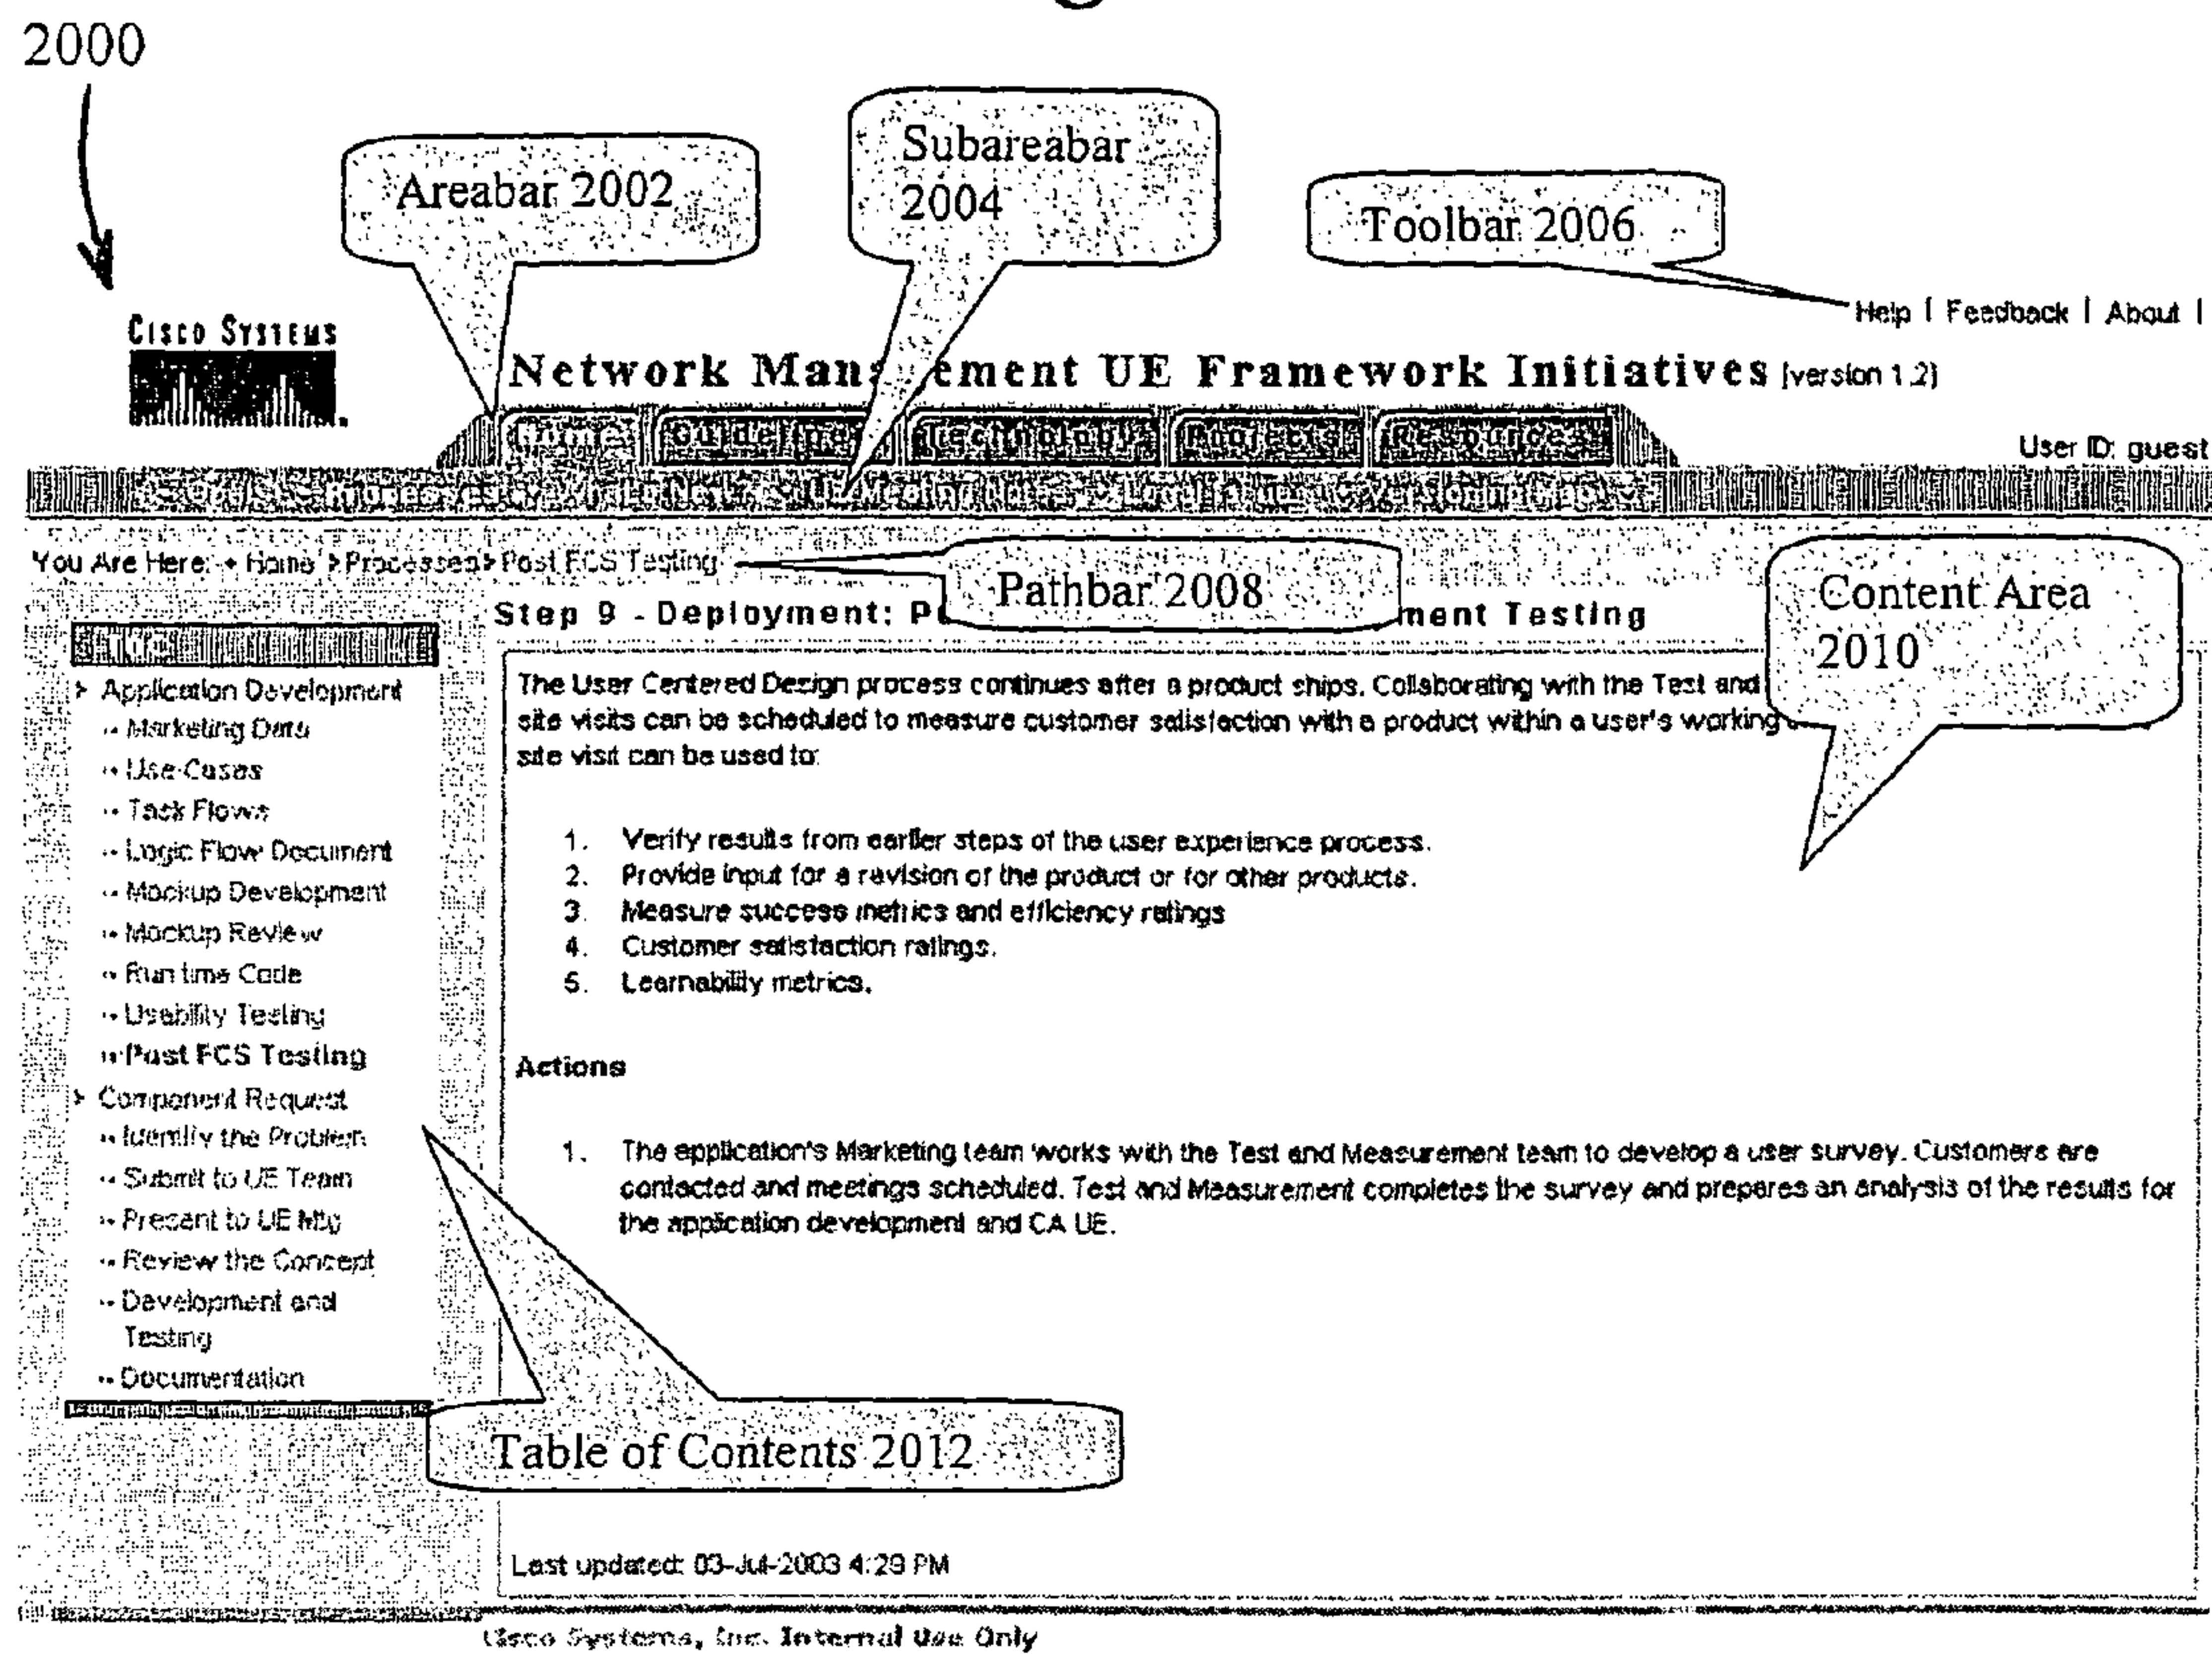 2000
Areabar 2002
Subareabar
2004
Toolbar 2006
Help | Feedback | About |
CISCO SYSTEMS
Network Man ement UE Framework Initiatives (version 1.2)
Home Technology Projects Resources
User ID: guest
You Are Here: Home > Processes > Post FCS Testing
Pathbar 2008
Content Area
2010
Step 9 - Deployment: P ment Testing
Application Development
Marketing Data
Use Cases
Task Flows
Logic Flow Document
Mockup Development
Mockup Review
Run time Code
Usability Testing
Post FCS Testing
Component Request
Identify the Problem
Submit to UE Team
Present to UE Mtg
Review the Concept
Development and
Testing
Documentation
The User Centered Design process continues after a product ships. Collaborating with the Test and
site visits can be scheduled to measure customer satisfaction with a product within a user's working
site visit can be used to:
1. Verify results from earlier steps of the user experience process.
2. Provide input for a revision of the product or for other products.
3. Measure success metrics and efficiency ratings
4. Customer satisfaction ratings.
5. Learnability metrics.
Actions
1. The application's Marketing team works with the Test and Measurement team to develop a user survey. Customers are
contacted and meetings scheduled. Test and Measurement completes the survey and prepares an analysis of the results for
the application development and CA UE.
Table of Contents 2012
Last updated: 03-Jul-2003 4:29 PM
Cisco Systems, Inc. Internal Use Only